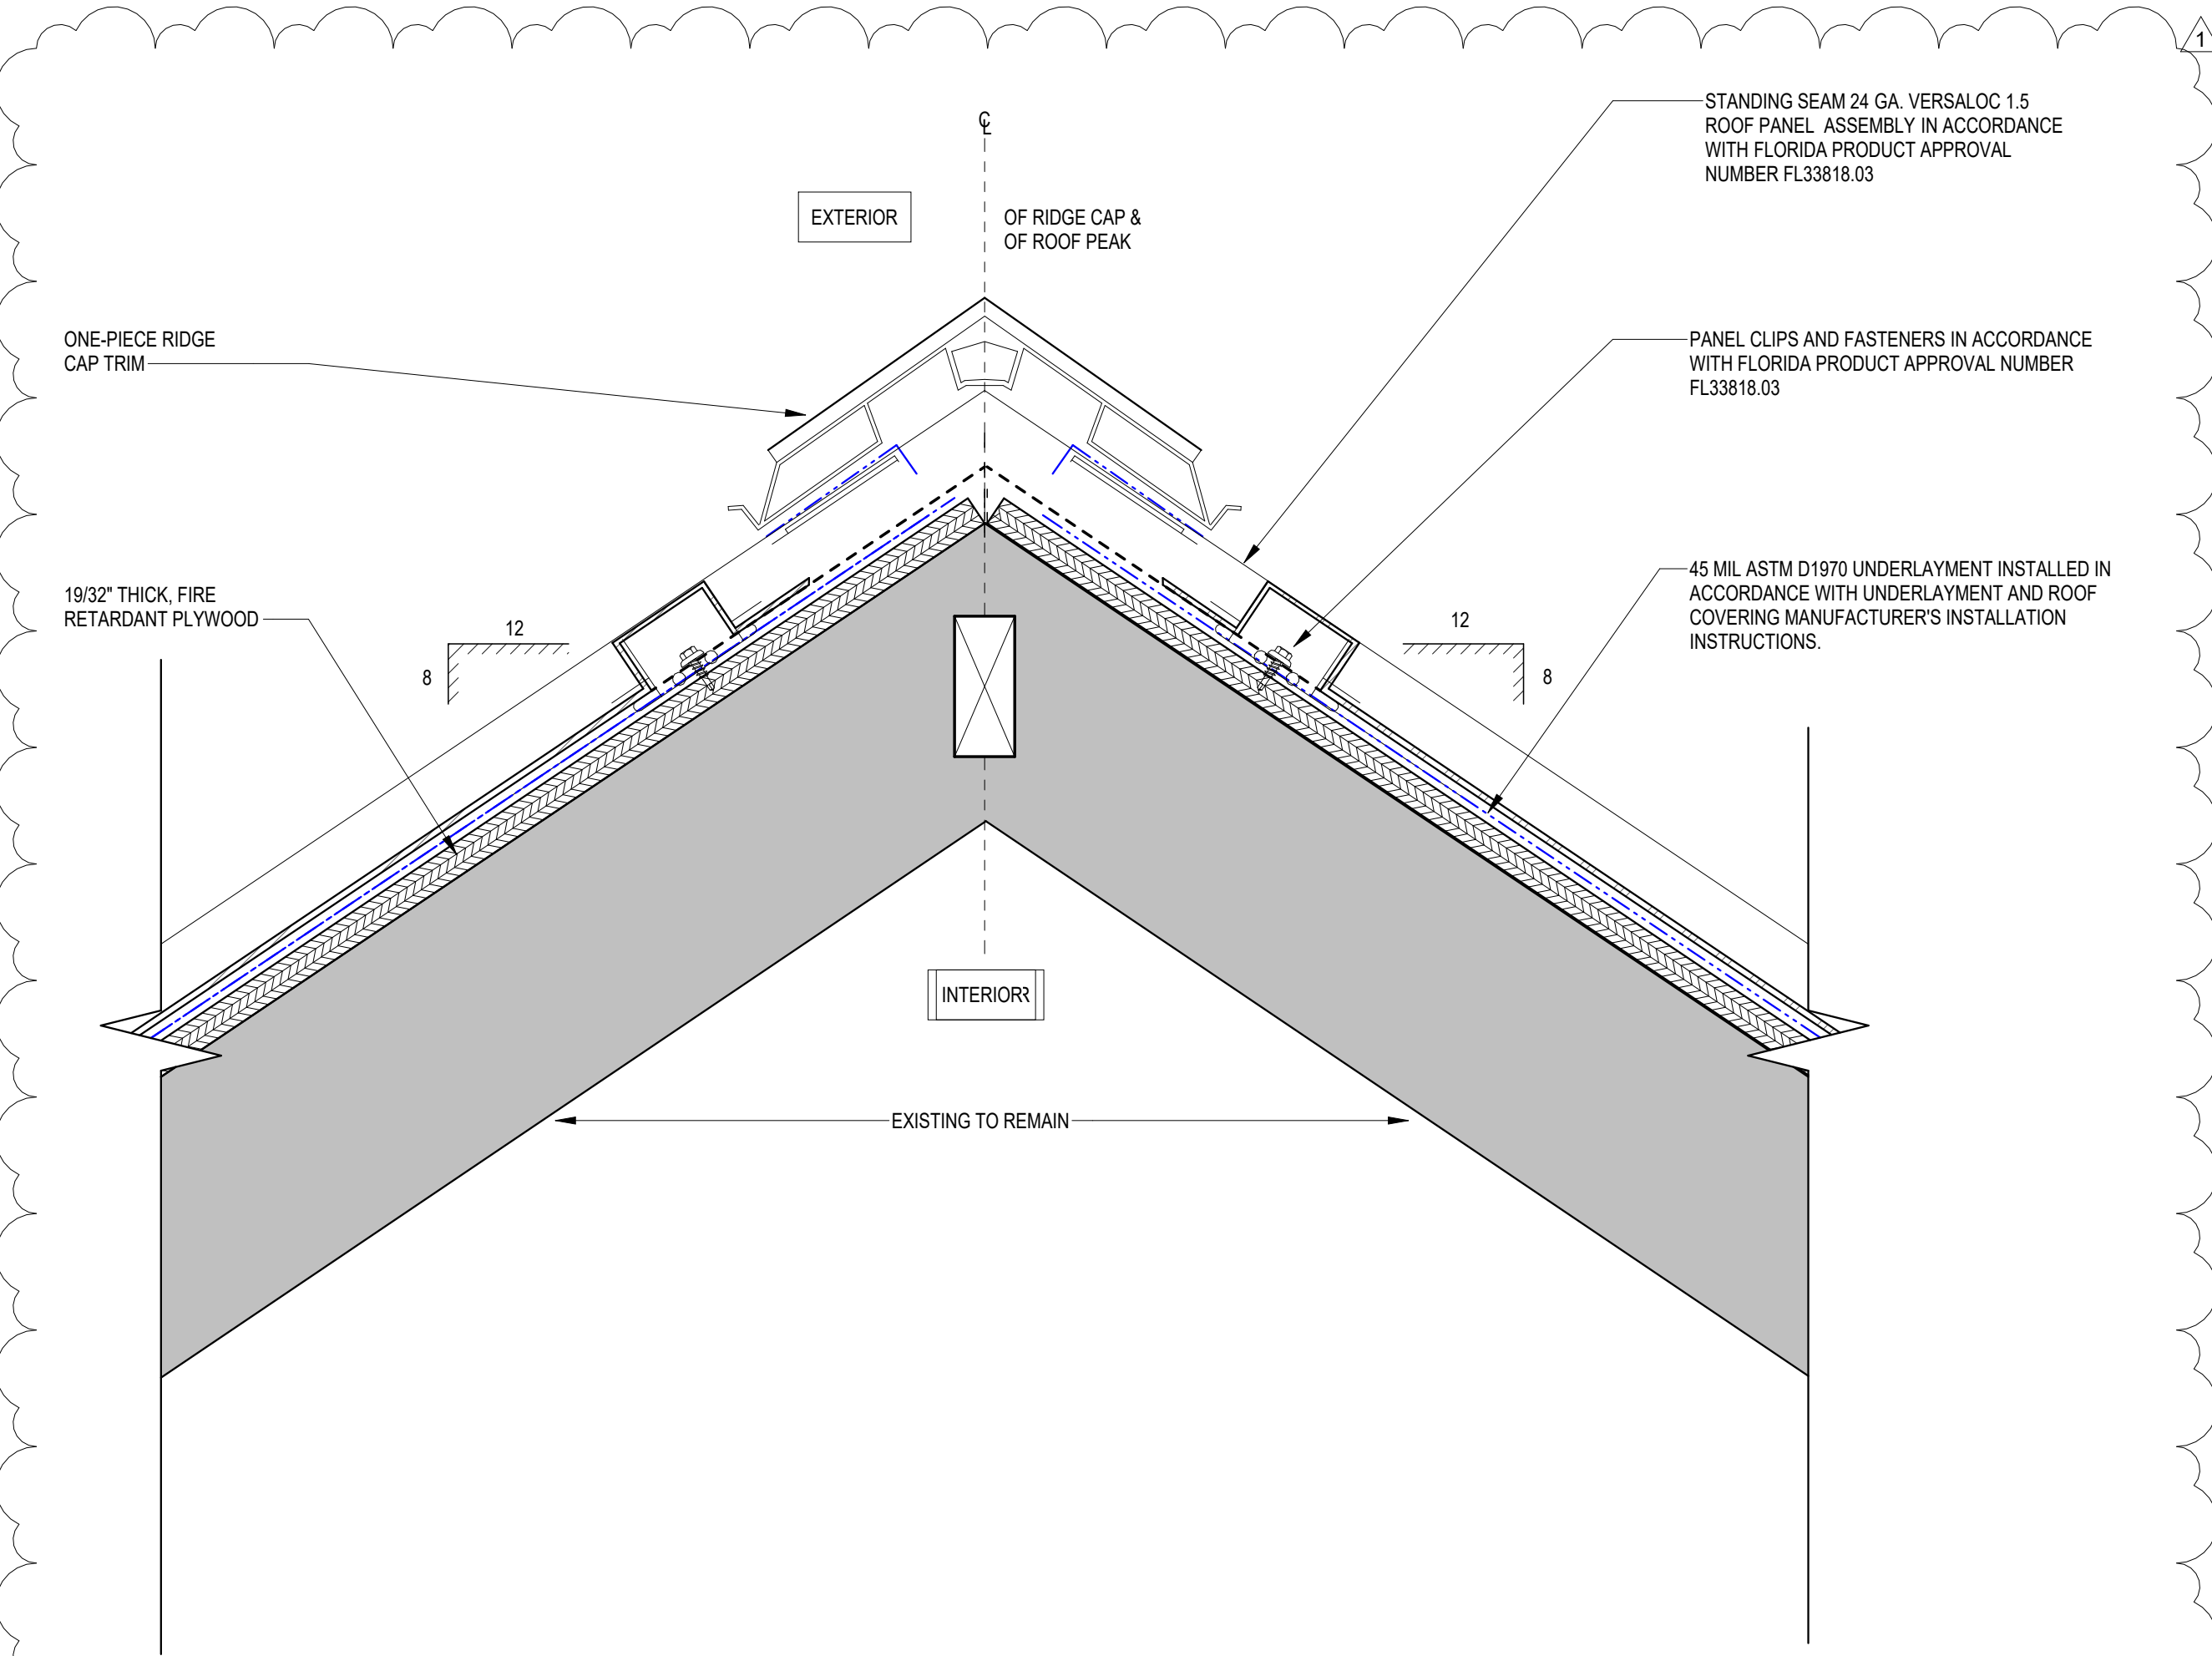 1
STANDING SEAM 24 GA. VERSALOC 1.5
ROOF PANEL ASSEMBLY IN ACCORDANCE
WITH FLORIDA PRODUCT APPROVAL
NUMBER FL33818.03
℄
EXTERIOR
OF RIDGE CAP &
OF ROOF PEAK
ONE-PIECE RIDGE
CAP TRIM
PANEL CLIPS AND FASTENERS IN ACCORDANCE
WITH FLORIDA PRODUCT APPROVAL NUMBER
FL33818.03
19/32" THICK, FIRE
RETARDANT PLYWOOD
12
8
12
8
45 MIL ASTM D1970 UNDERLAYMENT INSTALLED IN
ACCORDANCE WITH UNDERLAYMENT AND ROOF
COVERING MANUFACTURER'S INSTALLATION
INSTRUCTIONS.
INTERIOR
EXISTING TO REMAIN